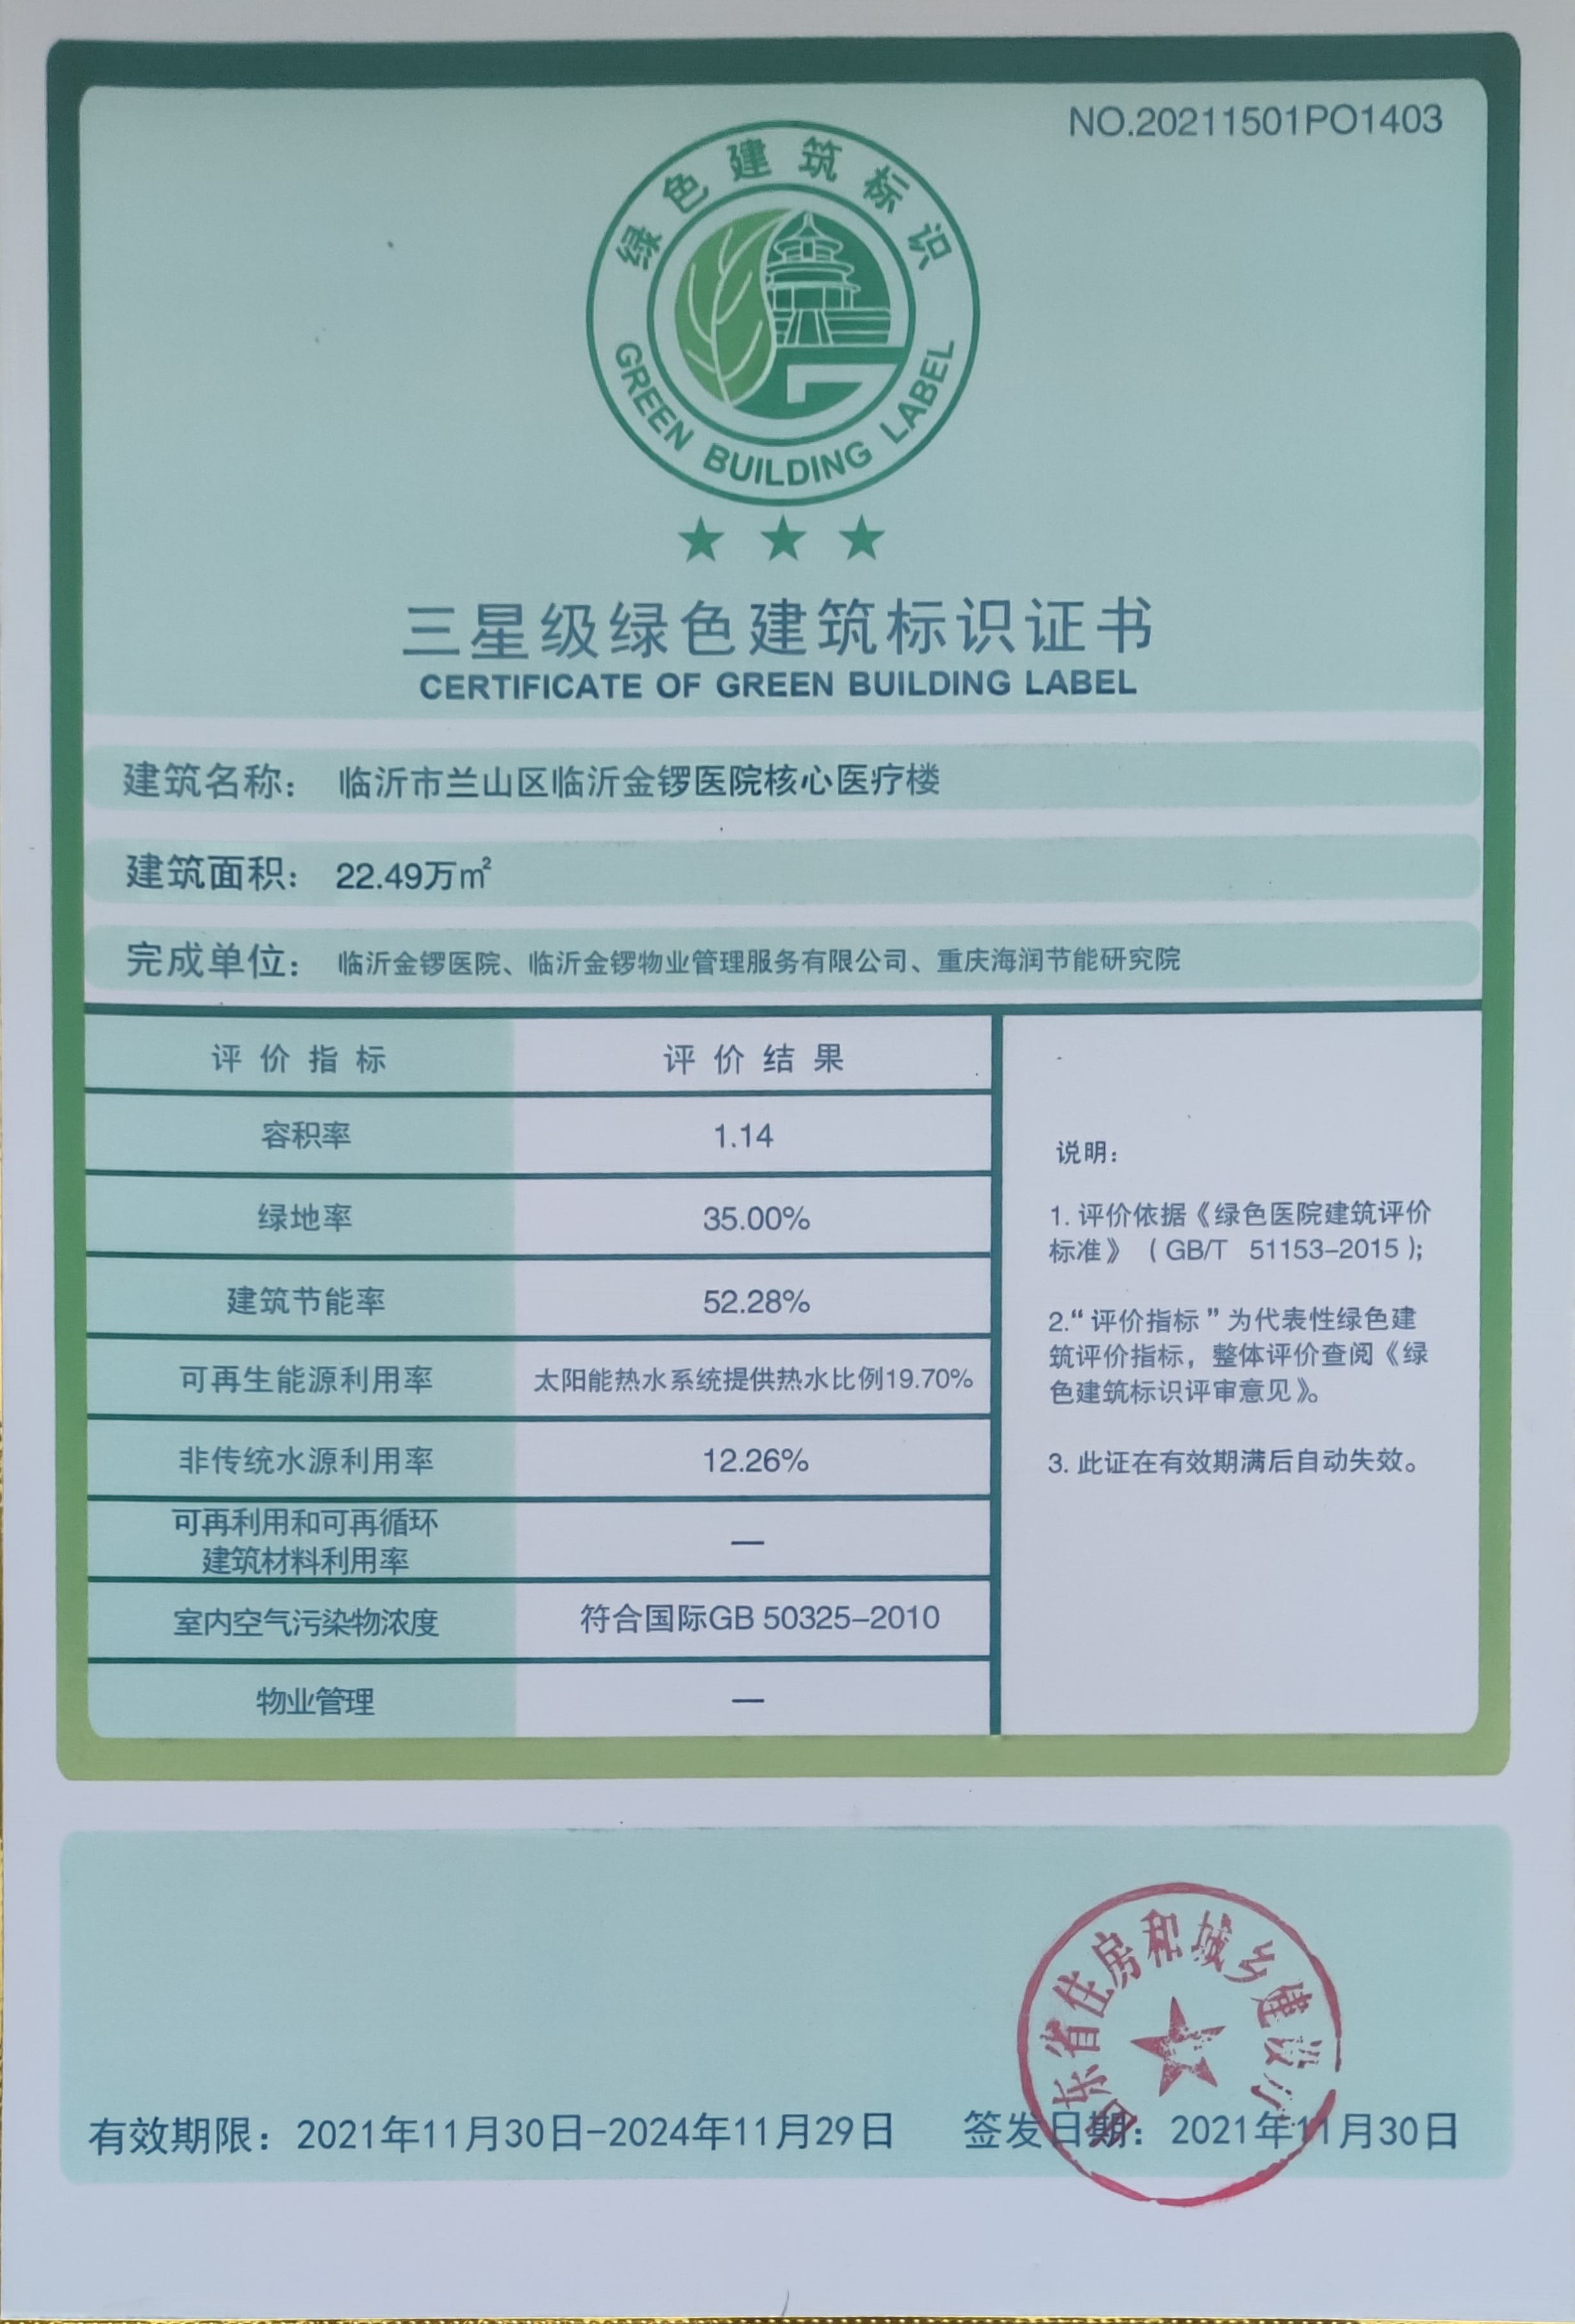 NO.20211501PO1403
绿色建筑标识
GREEN BUILDING LABEL
三星级绿色建筑标识证书
CERTIFICATE OF GREEN BUILDING LABEL
建筑名称： 临沂市兰山区临沂金锣医院核心医疗楼
建筑面积： 22.49万㎡
完成单位： 临沂金锣医院、临沂金锣物业管理服务有限公司、重庆海润节能研究院
评价指标 评价结果
容积率 1.14
绿地率 35.00%
建筑节能率 52.28%
可再生能源利用率 太阳能热水系统提供热水比例19.70%
非传统水源利用率 12.26%
可再利用和可再循环
建筑材料利用率 —
室内空气污染物浓度 符合国际GB 50325-2010
物业管理 —
说明：
1. 评价依据《绿色医院建筑评价
标准》（GB/T 51153-2015）；
2.“评价指标”为代表性绿色建
筑评价指标，整体评价查阅《绿
色建筑标识评审意见》。
3. 此证在有效期满后自动失效。
山东省住房和城乡建设厅
有效期限：2021年11月30日-2024年11月29日 签发日期：2021年11月30日